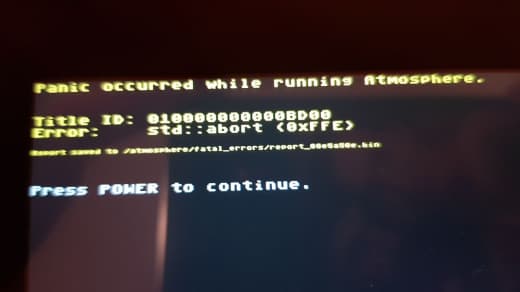 Panic occurred while running Atmosphere.
Title ID: 010000000000BD00
Error: std::abort (0xFFE)
Report saved to /atmosphere/fatal_errors/
Press POWER to continue.